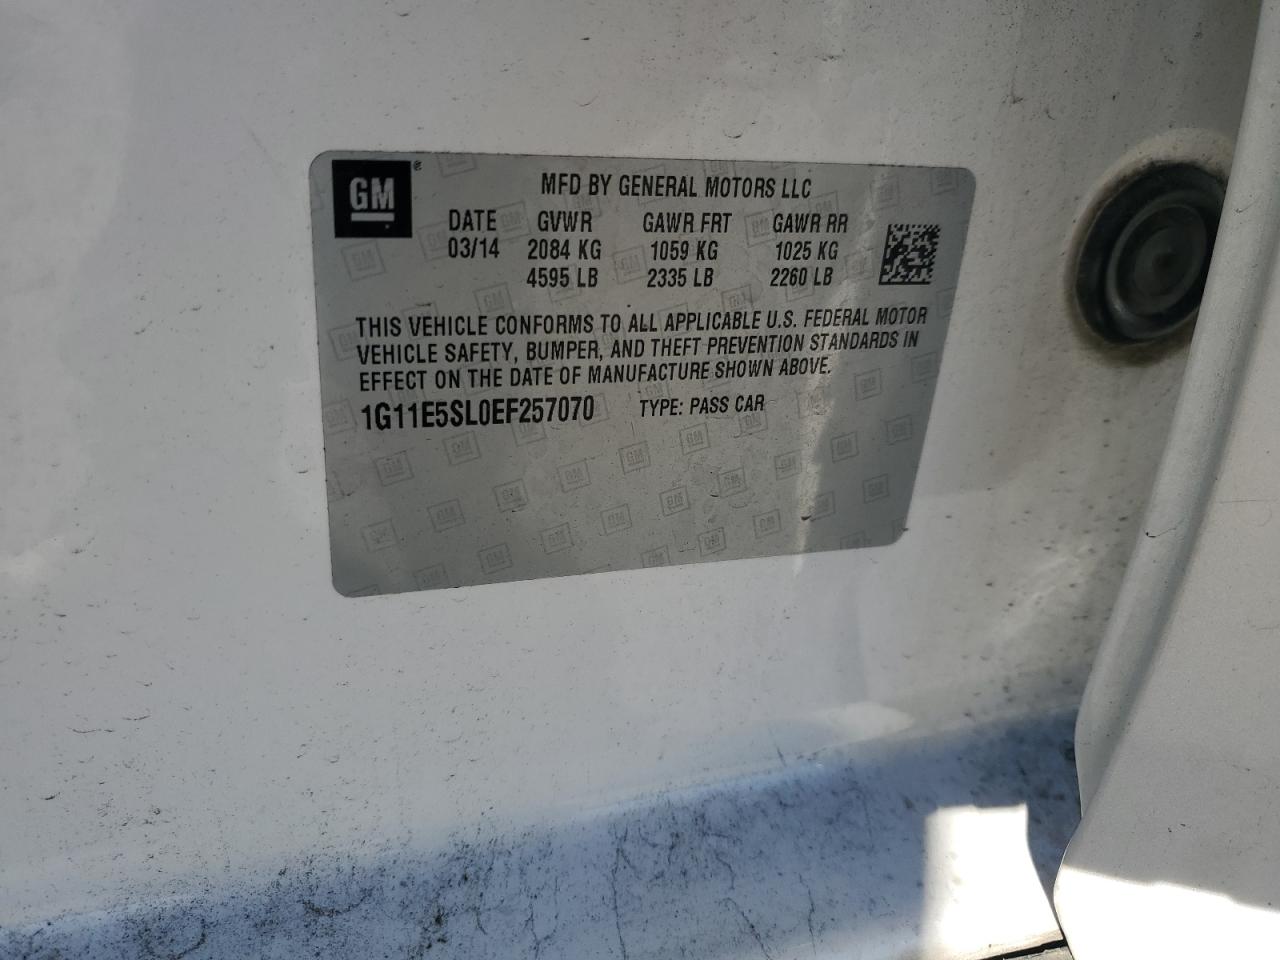 GM
MFD BY GENERAL MOTORS LLC
DATE GVWR GAWR FRT GAWR RR
03/14 2084 KG 1059 KG 1025 KG
4595 LB 2335 LB 2260 LB
THIS VEHICLE CONFORMS TO ALL APPLICABLE U.S. FEDERAL MOTOR
VEHICLE SAFETY, BUMPER, AND THEFT PREVENTION STANDARDS IN
EFFECT ON THE DATE OF MANUFACTURE SHOWN ABOVE.
1G11E5SL0EF257070 TYPE: PASS CAR